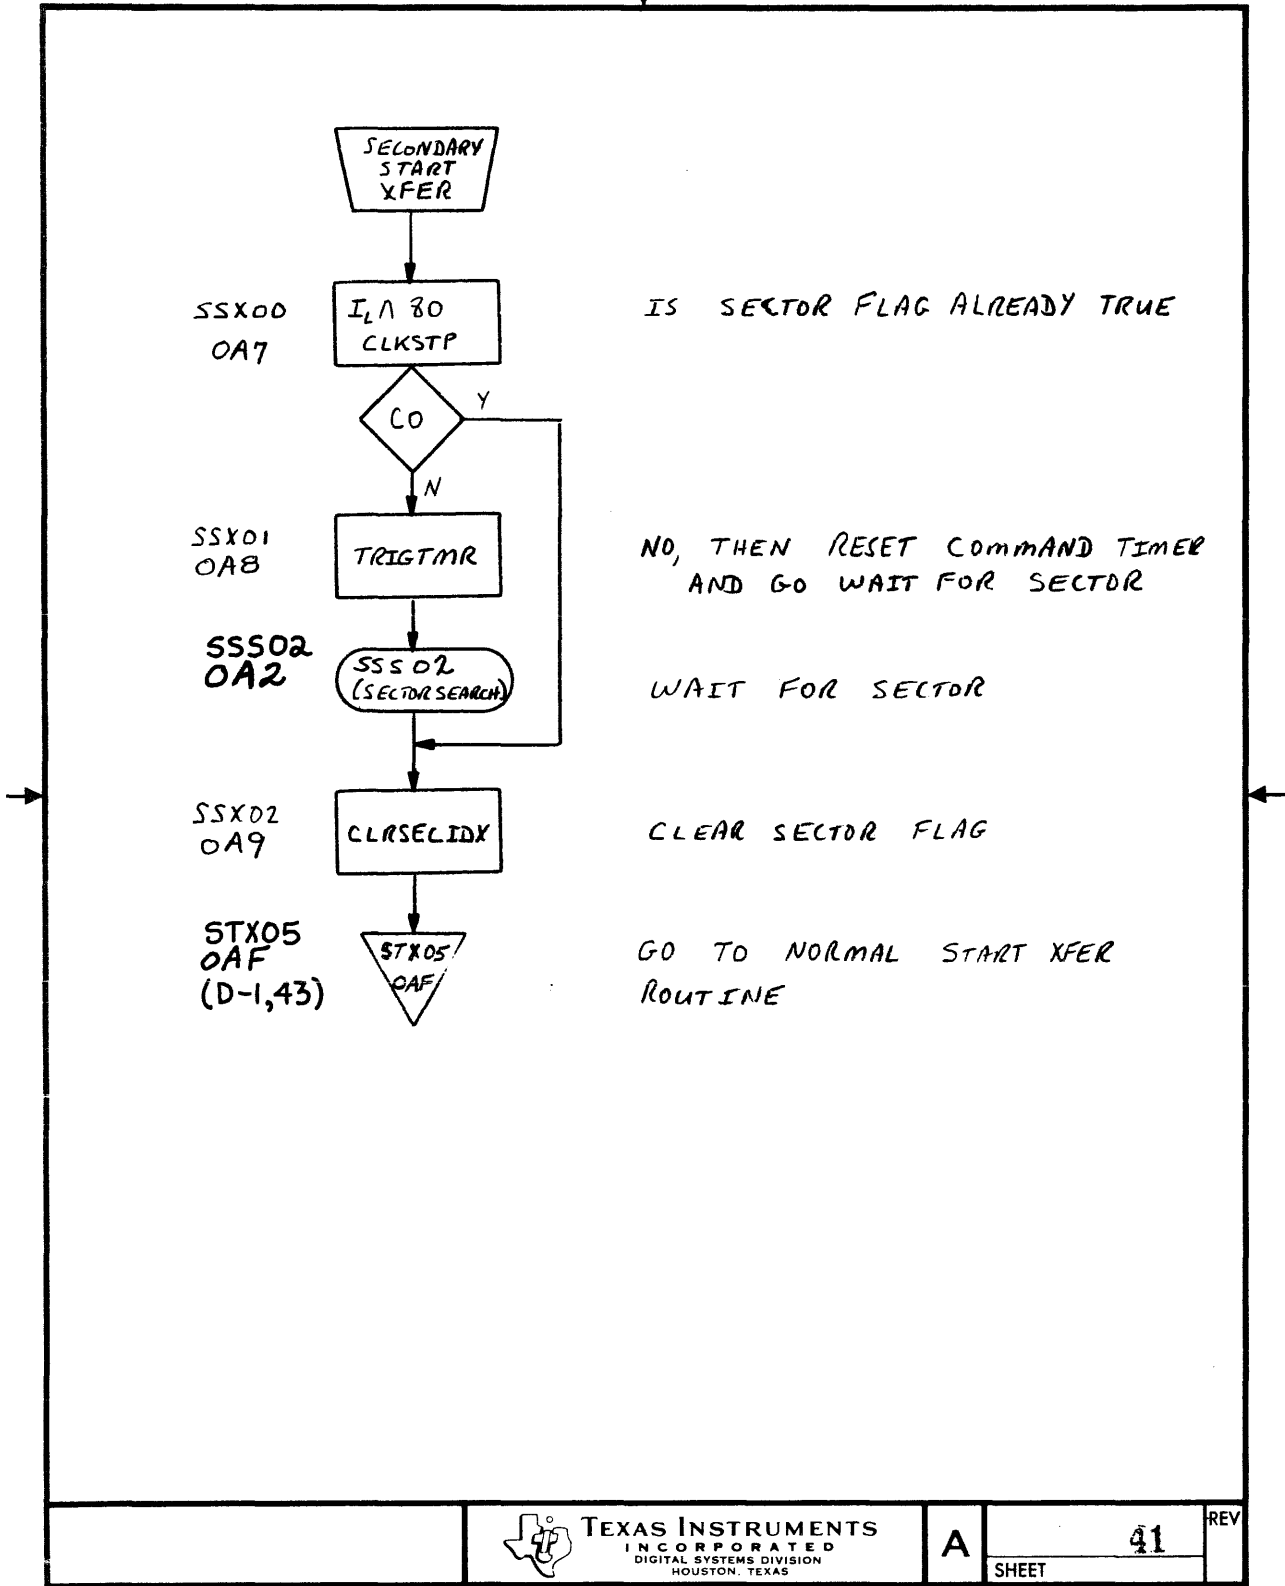 SECONDARY
START
XFER
SSX00
0A7
IL∧80
CLKSTP
IS SECTOR FLAG ALREADY TRUE
C0
Y
N
SSX01
0A8
TRIGTMR
NO, THEN RESET COMMAND TIMER
AND GO WAIT FOR SECTOR
SSS02
0A2
SSS02
(SECTOR SEARCH)
WAIT FOR SECTOR
SSX02
0A9
CLRSECIDX
CLEAR SECTOR FLAG
STX05
0AF
(D-1,43)
STX05
0AF
GO TO NORMAL START XFER
ROUTINE
TEXAS INSTRUMENTS
INCORPORATED
DIGITAL SYSTEMS DIVISION
HOUSTON, TEXAS
A
41
SHEET
REV